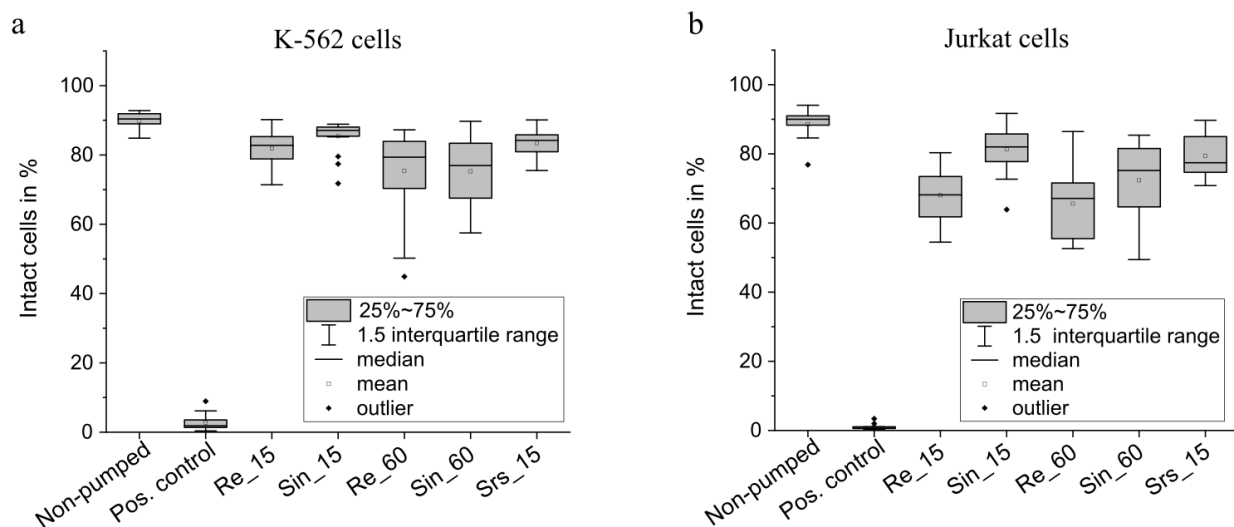 a
K-562 cells
Intact cells in %
100
80
60
40
20
0
25%~75%
1.5 interquartile range
median
mean
outlier
Non-pumped
Pos. control
Re_15
Sin_15
Re_60
Sin_60
Srs_15
b
Jurkat cells
Intact cells in %
100
80
60
40
20
0
25%~75%
1.5 interquartile range
median
mean
outlier
Non-pumped
Pos. control
Re_15
Sin_15
Re_60
Sin_60
Srs_15